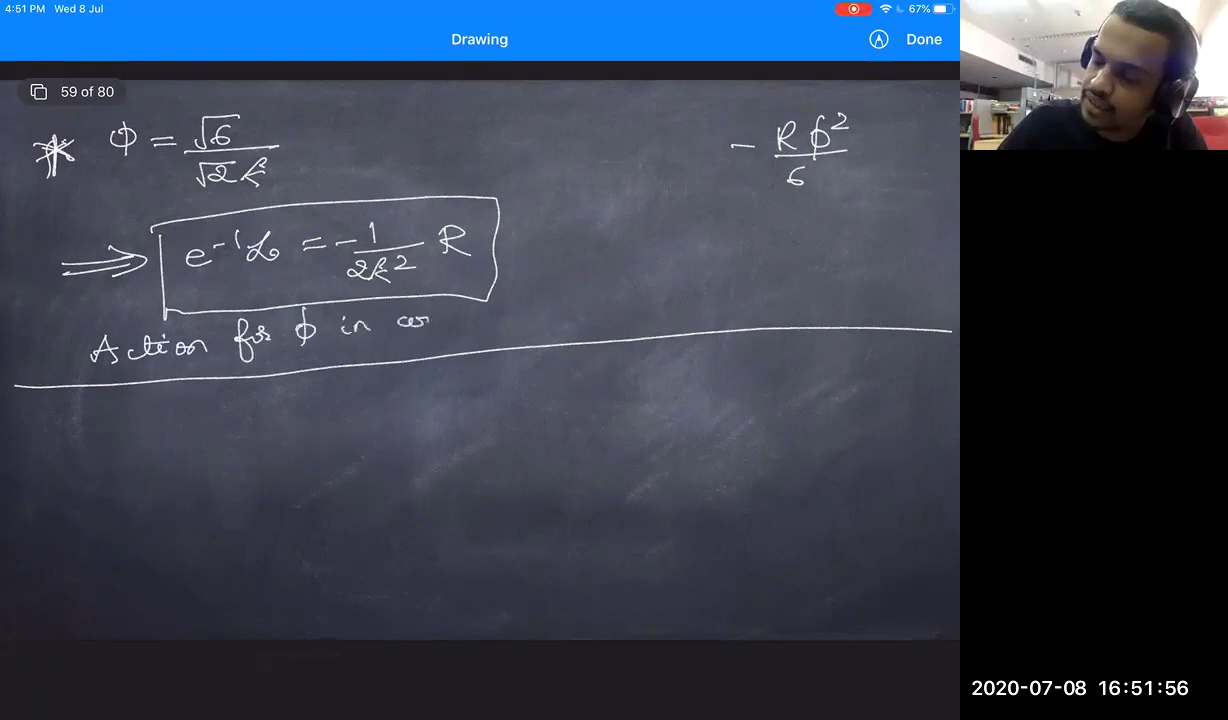 4:51 PM Wed 8 Jul
67%
Drawing
Done
59 of 80
* ϕ = √6 / √2 k
- Rϕ² / 6
⇒ e⁻¹ℒ = - 1 / 2k² R
Action for ϕ in
2020-07-08 16:51:56